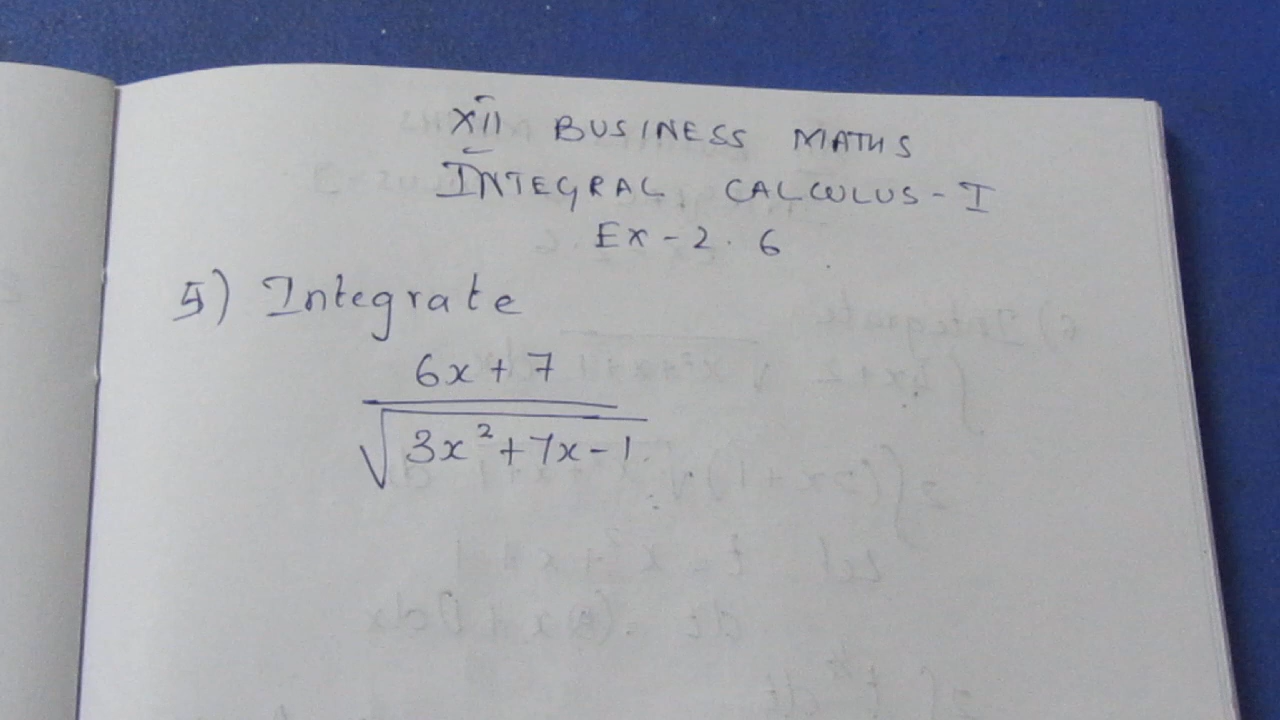 XII BUSINESS MATHS
INTEGRAL CALCULUS-I
Ex-2.6
5) Integrate
6x+7
√3x²+7x-1